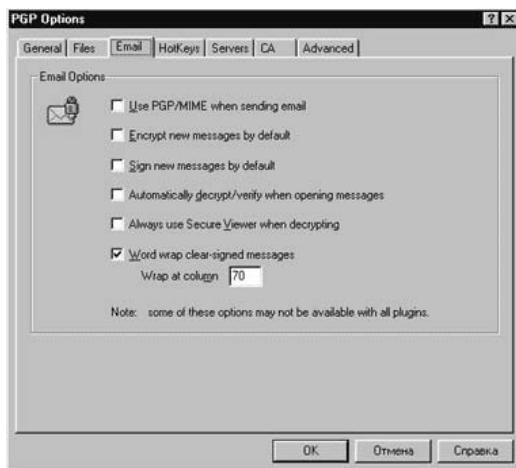 PGP Options
General Files Email HotKeys Servers CA Advanced
Email Options
Use PGP/MIME when sending email
Encrypt new messages by default
Sign new messages by default
Automatically decrypt/verify when opening messages
Always use Secure Viewer when decrypting
Word wrap clear-signed messages
Wrap at column 70
Note: some of these options may not be available with all plugins.
OK Отмена Справка